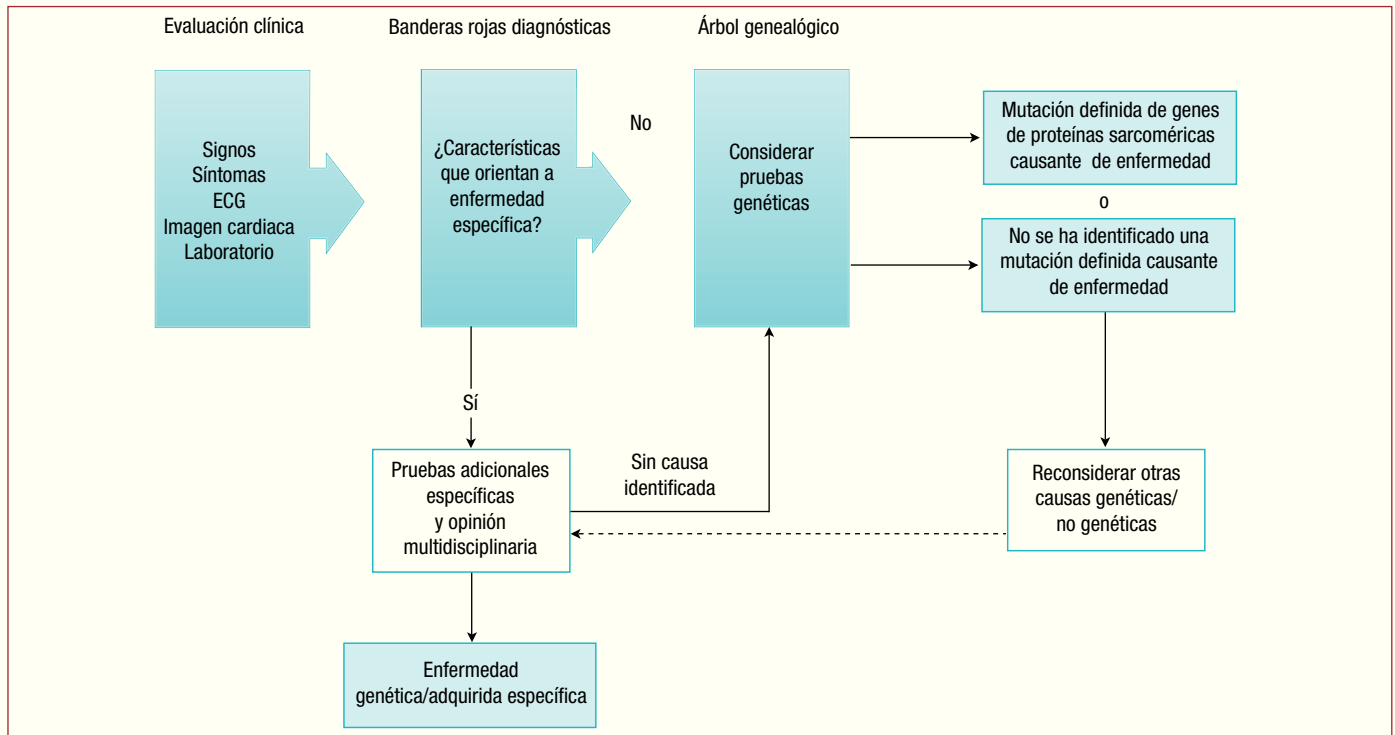 Evaluación clínica
Banderas rojas diagnósticas
Árbol genealógico
Signos
Síntomas
ECG
Imagen cardiaca
Laboratorio
¿Características
que orientan a
enfermedad
específica?
No
Considerar
pruebas
genéticas
Mutación definida de genes
de proteínas sarcoméricas
causante de enfermedad
o
No se ha identificado una
mutación definida causante
de enfermedad
Sí
Pruebas adicionales
específicas
y opinión
multidisciplinaria
Sin causa
identificada
Reconsiderar otras
causas genéticas/
no genéticas
Enfermedad
genética/adquirida específica